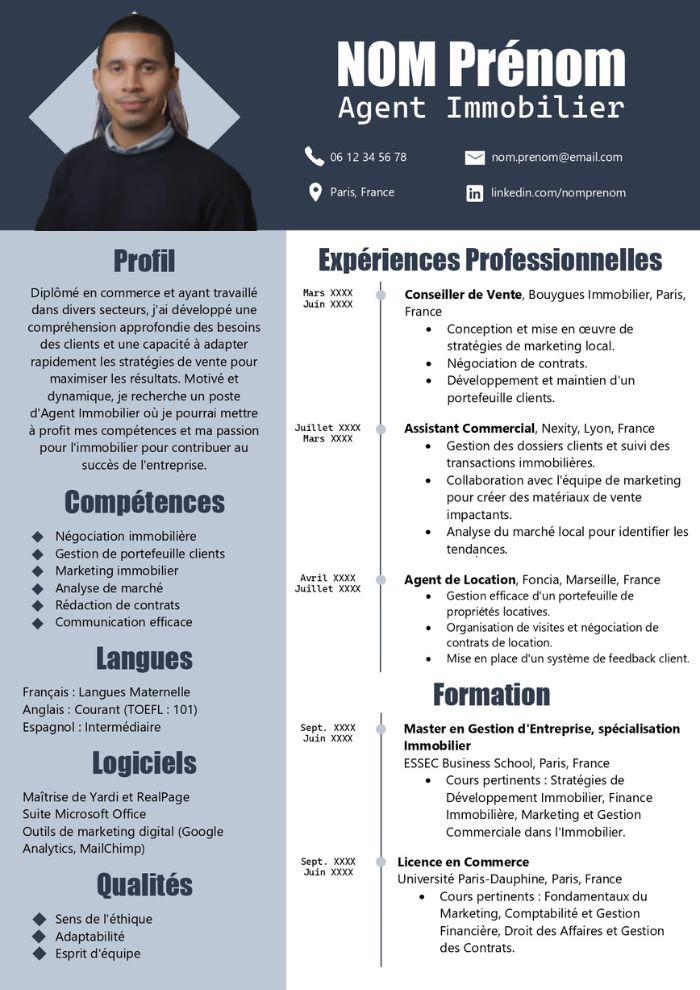 NOM Prénom
Agent Immobilier
06 12 34 56 78
nom.prenom@email.com
Paris, France
linkedin.com/nomprenom
Profil
Diplômé en commerce et ayant travaillé
dans divers secteurs, j'ai développé une
compréhension approfondie des besoins
des clients et une capacité à adapter
rapidement les stratégies de vente pour
maximiser les résultats. Motivé et
dynamique, je recherche un poste
d'Agent Immobilier où je pourrai mettre
à profit mes compétences et ma passion
pour l'immobilier pour contribuer au
succès de l'entreprise.
Compétences
Négociation immobilière
Gestion de portefeuille clients
Marketing immobilier
Analyse de marché
Rédaction de contrats
Communication efficace
Langues
Français : Langues Maternelle
Anglais : Courant (TOEFL : 101)
Espagnol : Intermédiaire
Logiciels
Maîtrise de Yardi et RealPage
Suite Microsoft Office
Outils de marketing digital (Google
Analytics, MailChimp)
Qualités
Sens de l'éthique
Adaptabilité
Esprit d'équipe
Expériences Professionnelles
Mars XXXX
Juin XXXX
Conseiller de Vente, Bouygues Immobilier, Paris,
France
• Conception et mise en œuvre de
stratégies de marketing local.
• Négociation de contrats.
• Développement et maintien d'un
portefeuille clients.
Juillet XXXX
Mars XXXX
Assistant Commercial, Nexity, Lyon, France
• Gestion des dossiers clients et suivi des
transactions immobilières.
• Collaboration avec l'équipe de marketing
pour créer des matériaux de vente
impactants.
• Analyse du marché local pour identifier les
tendances.
Avril XXXX
Juillet XXXX
Agent de Location, Foncia, Marseille, France
• Gestion efficace d'un portefeuille de
propriétés locatives.
• Organisation de visites et négociation de
contrats de location.
• Mise en place d'un système de feedback client.
Formation
Sept. XXXX
Juin XXXX
Master en Gestion d'Entreprise, spécialisation
Immobilier
ESSEC Business School, Paris, France
• Cours pertinents : Stratégies de
Développement Immobilier, Finance
Immobilière, Marketing et Gestion
Commerciale dans l'Immobilier.
Sept. XXXX
Juin XXXX
Licence en Commerce
Université Paris-Dauphine, Paris, France
• Cours pertinents : Fondamentaux du
Marketing, Comptabilité et Gestion
Financière, Droit des Affaires et Gestion
des Contrats.